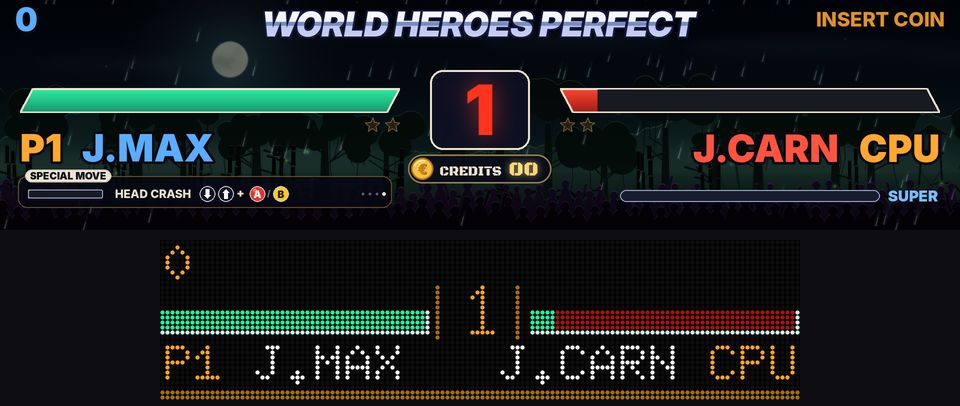 0 WORLD HEROES PERFECT INSERT COIN
1
P1 J.MAX J.CARN CPU
CREDITS 00
SPECIAL MOVE
HEAD CRASH + A / B
SUPER
0
1
P1 J.MAX J.CARN CPU